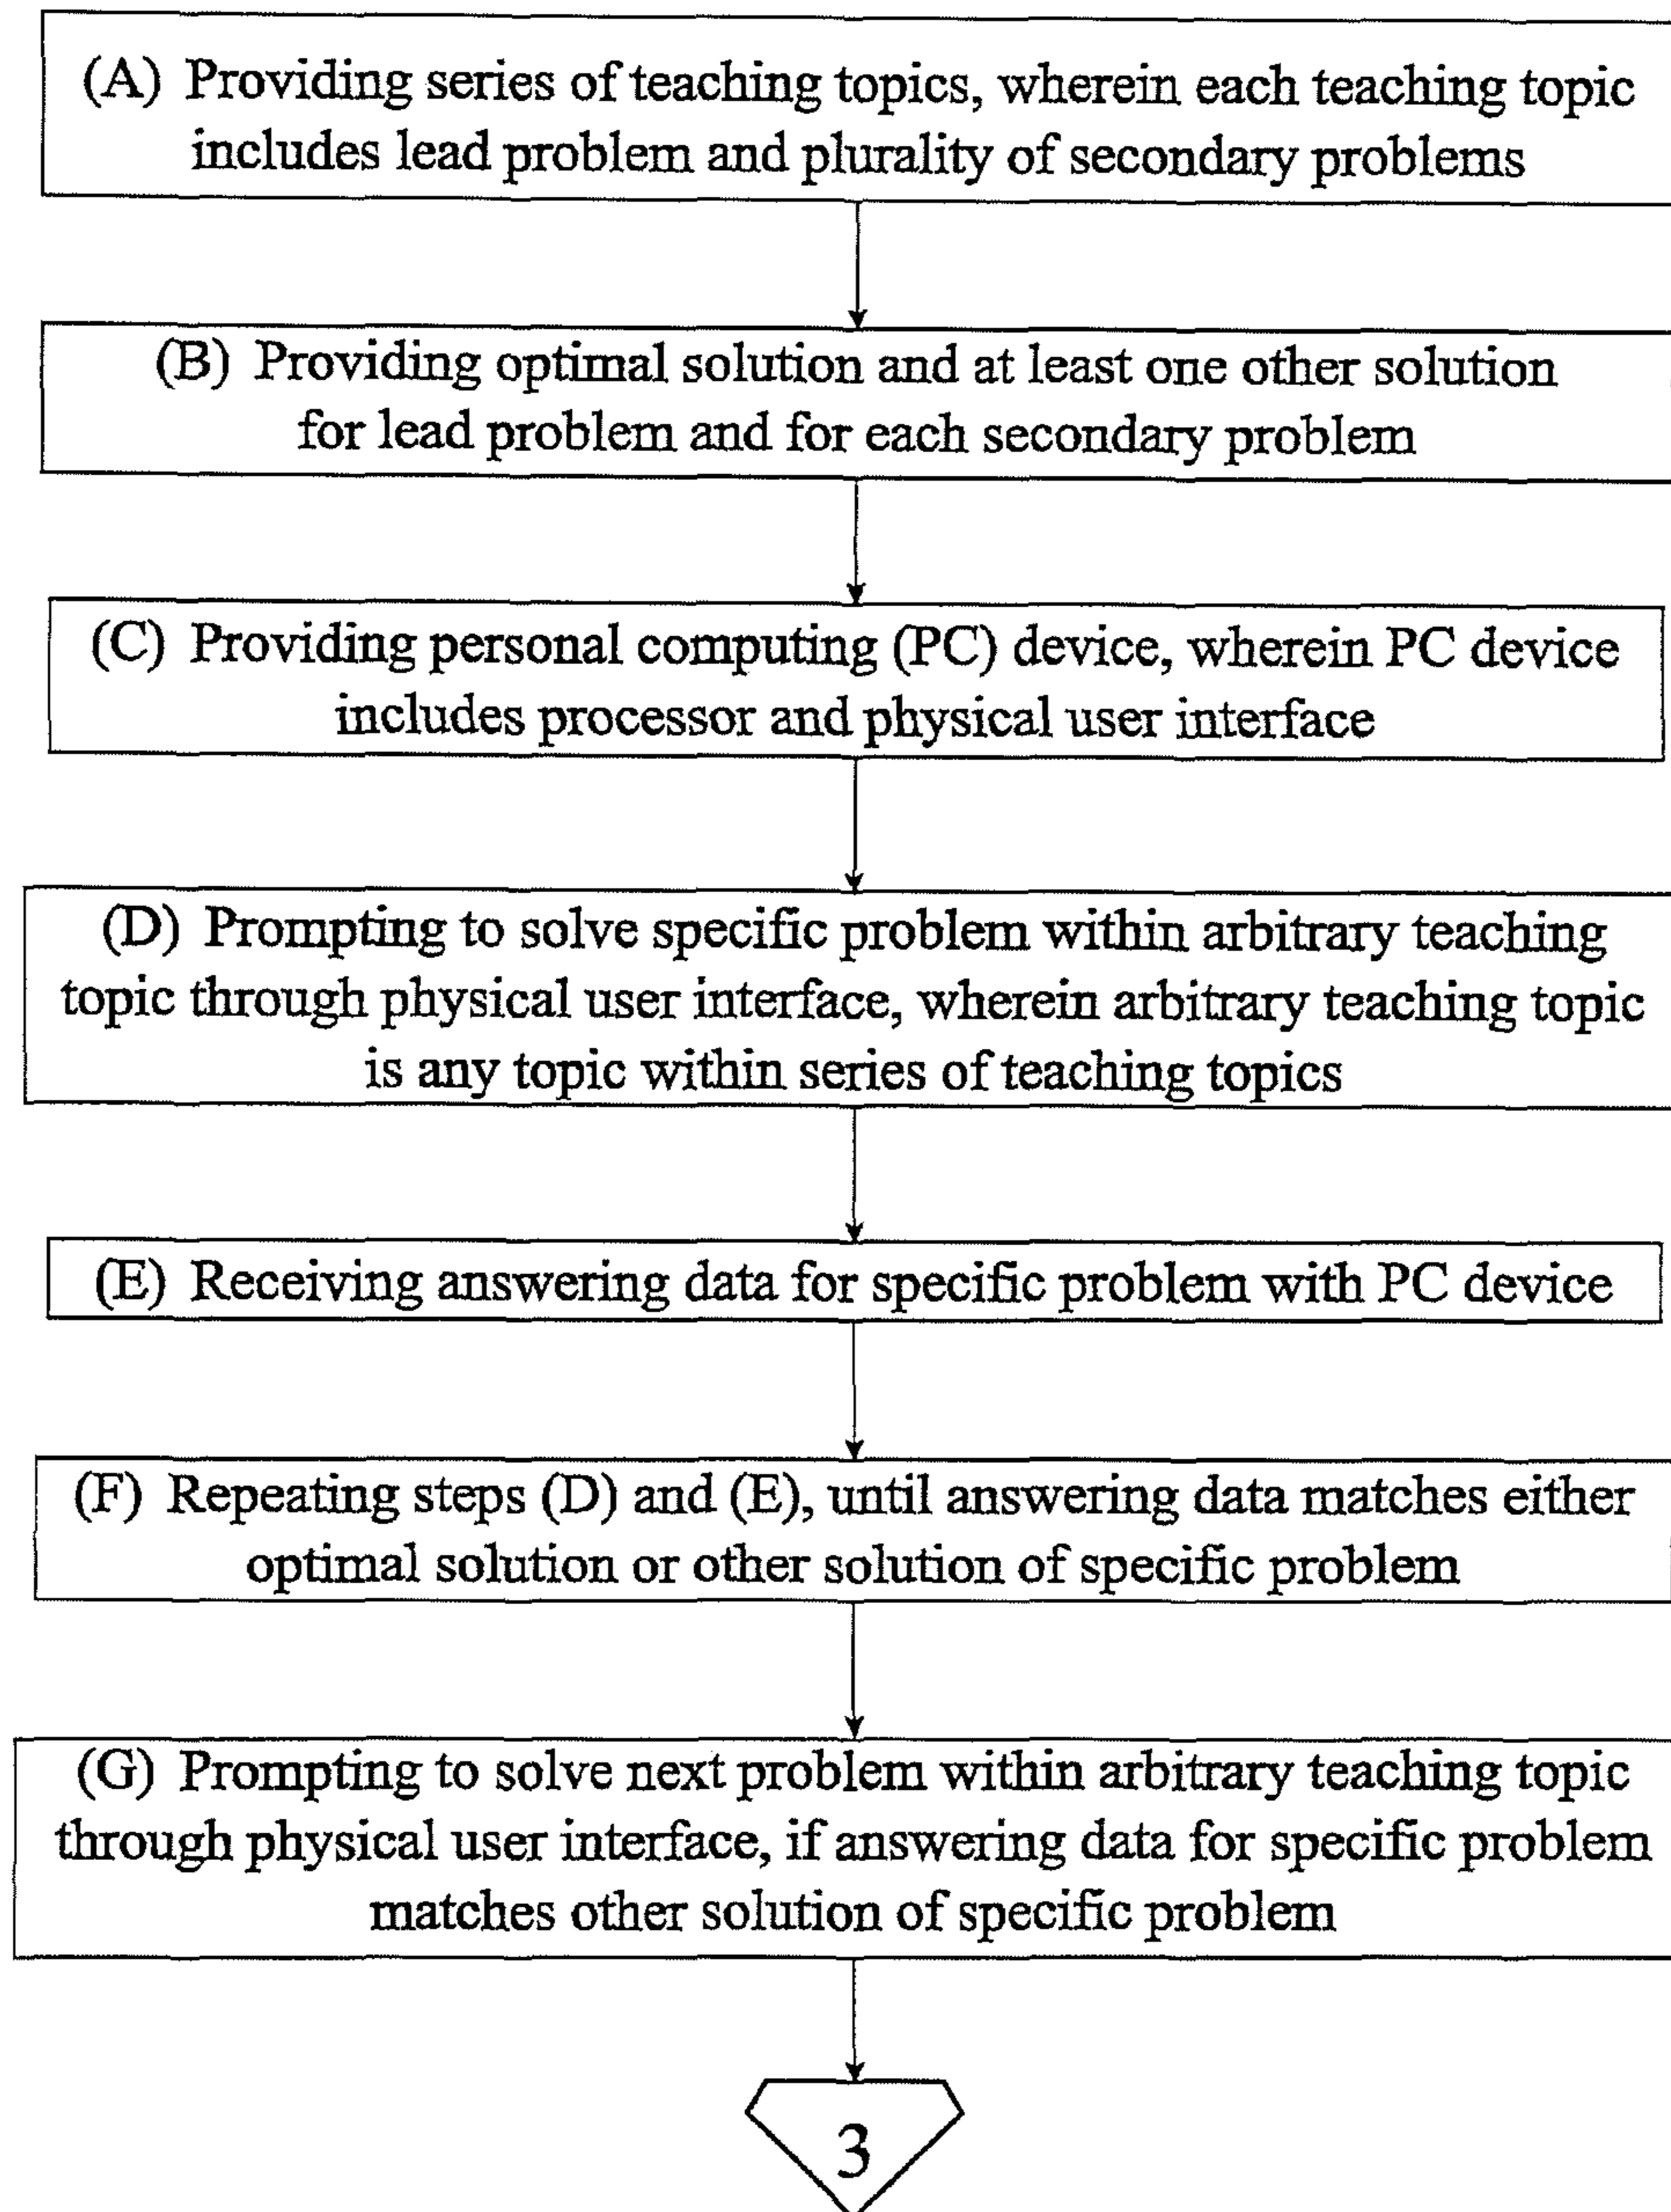 (A) Providing series of teaching topics, wherein each teaching topic
includes lead problem and plurality of secondary problems
(B) Providing optimal solution and at least one other solution
for lead problem and for each secondary problem
(C) Providing personal computing (PC) device, wherein PC device
includes processor and physical user interface
(D) Prompting to solve specific problem within arbitrary teaching
topic through physical user interface, wherein arbitrary teaching topic
is any topic within series of teaching topics
(E) Receiving answering data for specific problem with PC device
(F) Repeating steps (D) and (E), until answering data matches either
optimal solution or other solution of specific problem
(G) Prompting to solve next problem within arbitrary teaching topic
through physical user interface, if answering data for specific problem
matches other solution of specific problem
3